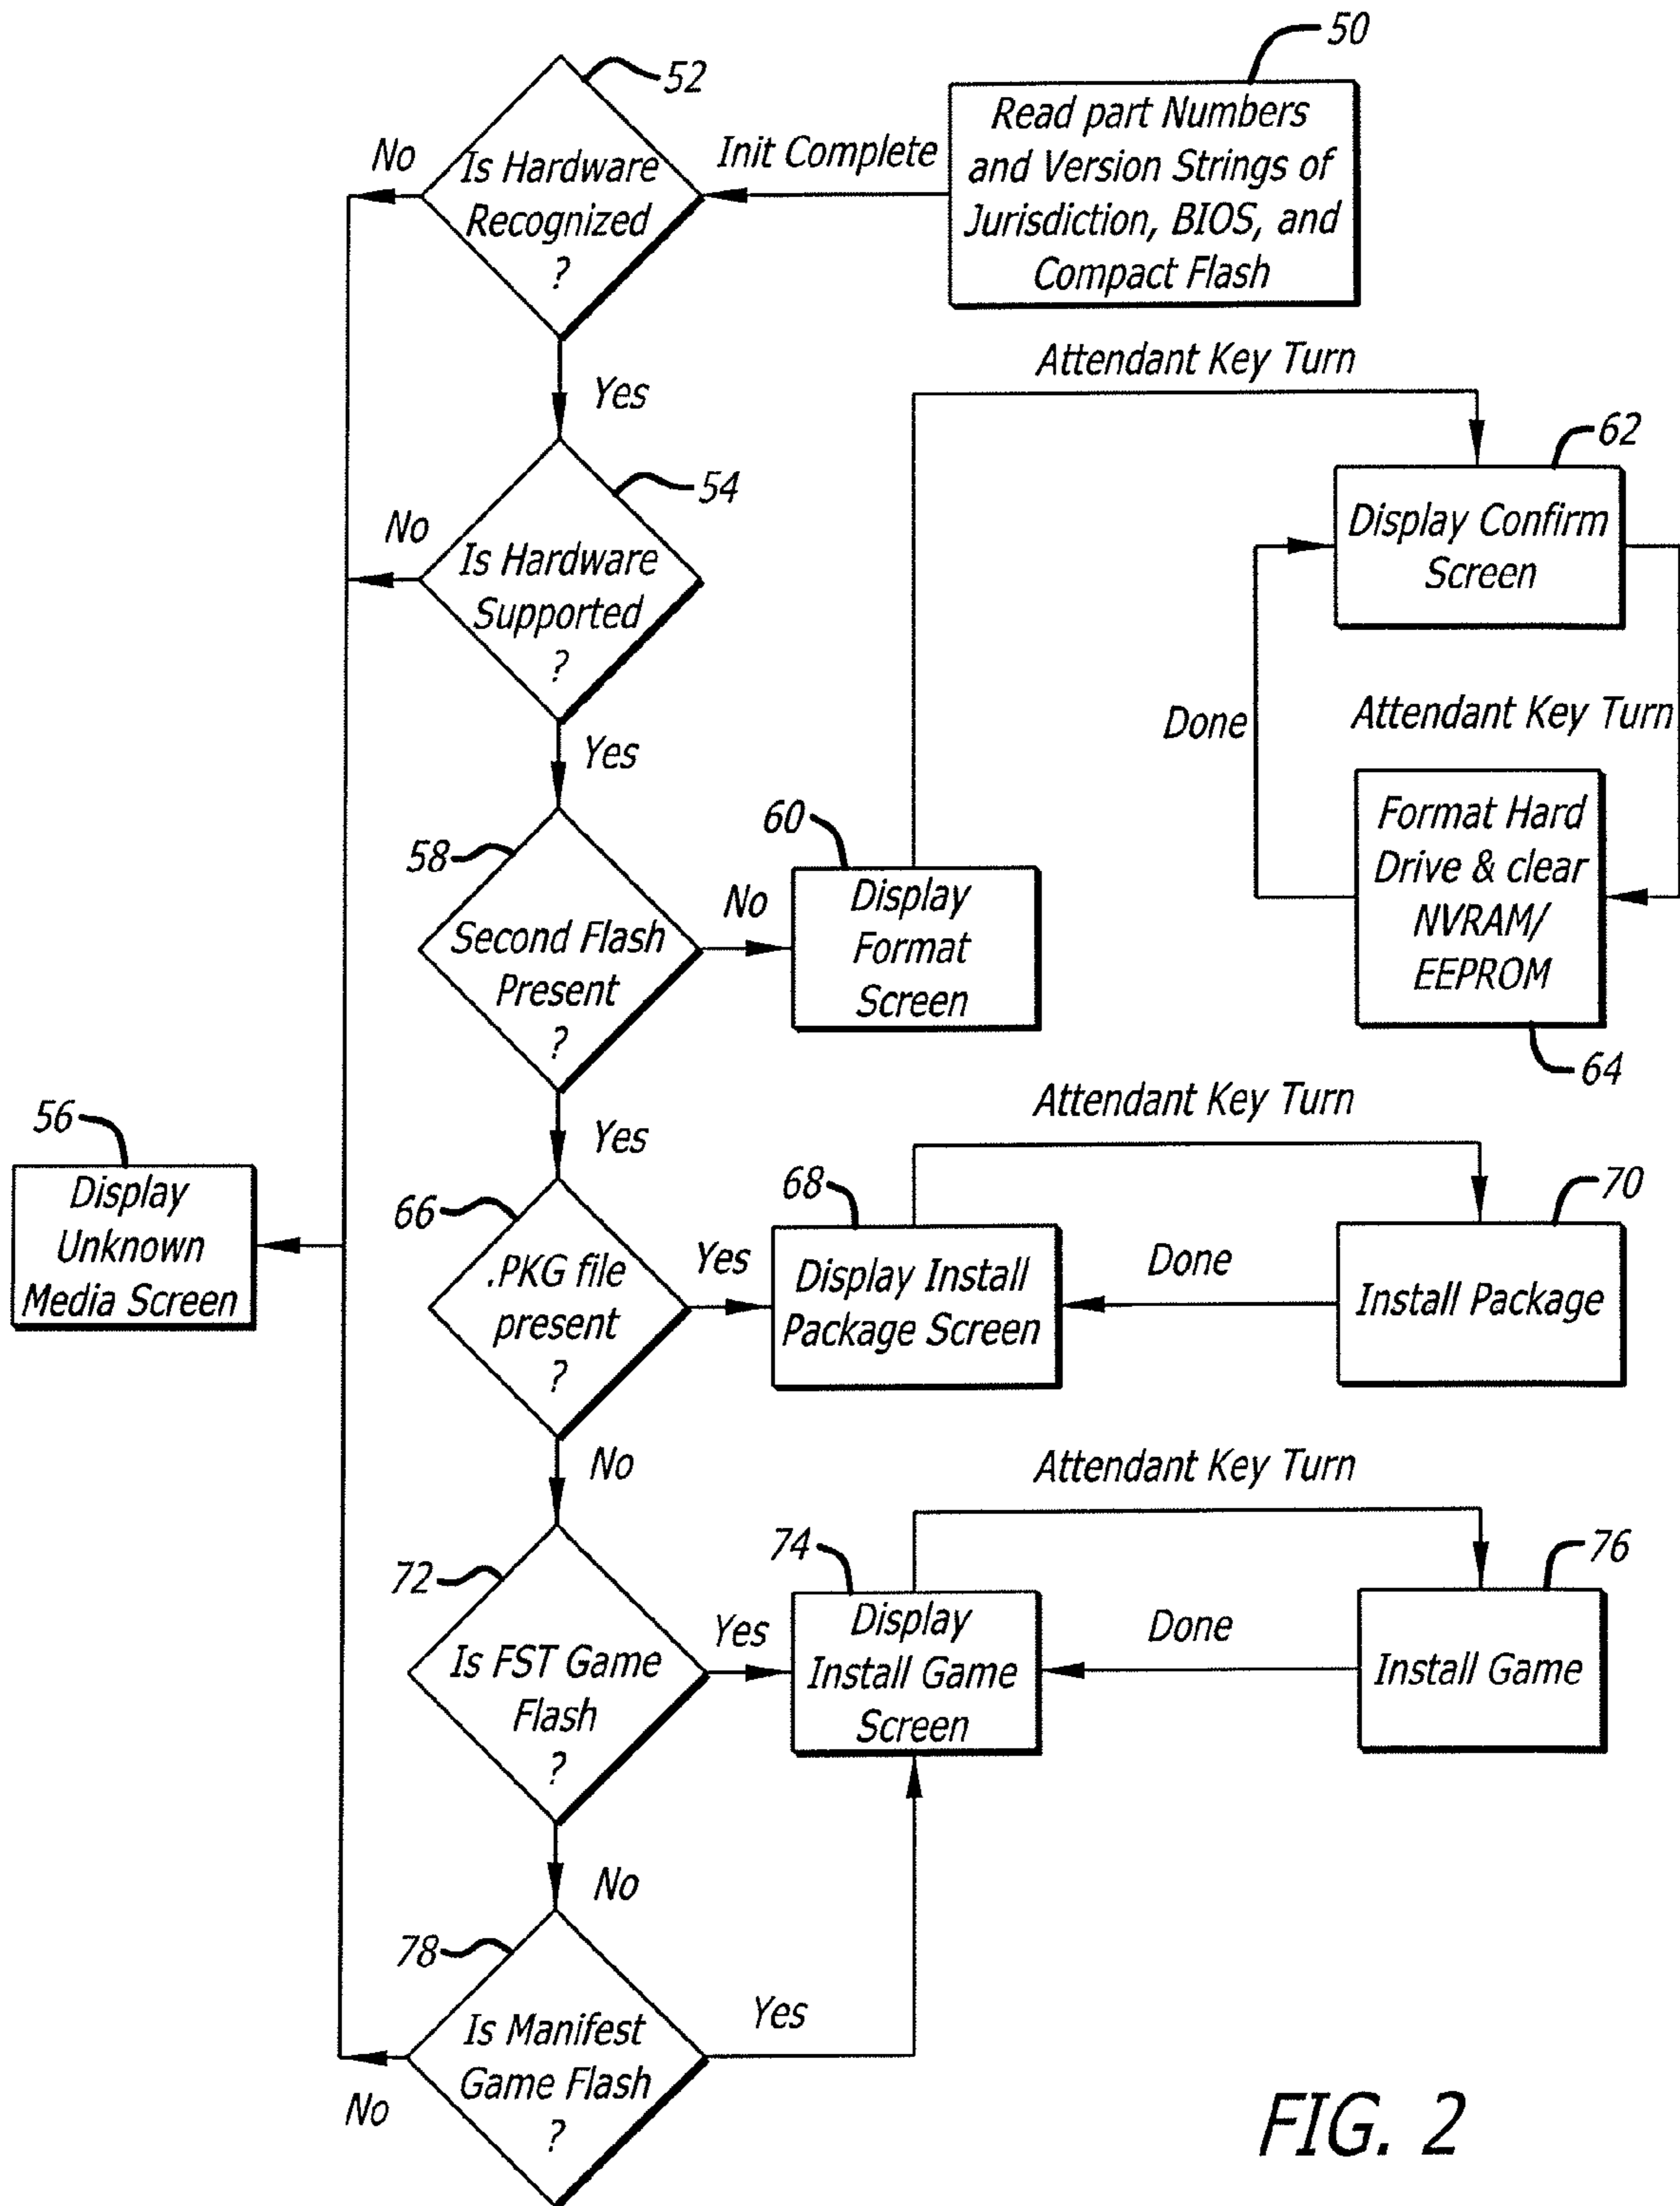 50
52
Read part Numbers
and Version Strings of
Jurisdiction, BIOS, and
Compact Flash
Init Complete
No
Is Hardware
Recognized
?
Yes
Attendant Key Turn
54
62
No
Is Hardware
Supported
?
Display Confirm
Screen
Yes
Done
Attendant Key Turn
58
60
Second Flash
Present
?
No
Display
Format
Screen
Format Hard
Drive & clear
NVRAM/
EEPROM
64
Yes
Attendant Key Turn
56
Display
Unknown
Media Screen
66
68
70
.PKG file
present
?
Yes
Display Install
Package Screen
Done
Install Package
No
Attendant Key Turn
72
74
76
Is FST Game
Flash
?
Yes
Display
Install Game
Screen
Done
Install Game
No
78
Is Manifest
Game Flash
?
Yes
No
FIG. 2